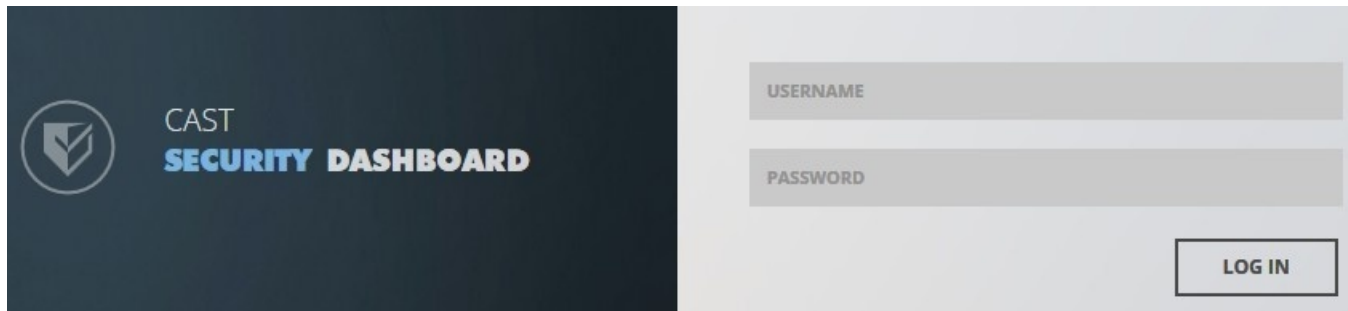 CAST
SECURITY DASHBOARD
USERNAME
PASSWORD
LOG IN